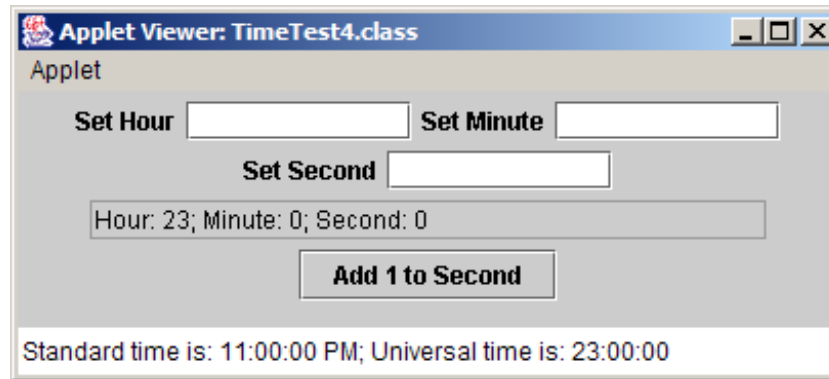 Applet Viewer: TimeTest4.class
Applet
Set Hour Set Minute
Set Second
Hour: 23; Minute: 0; Second: 0
Add 1 to Second
Standard time is: 11:00:00 PM; Universal time is: 23:00:00